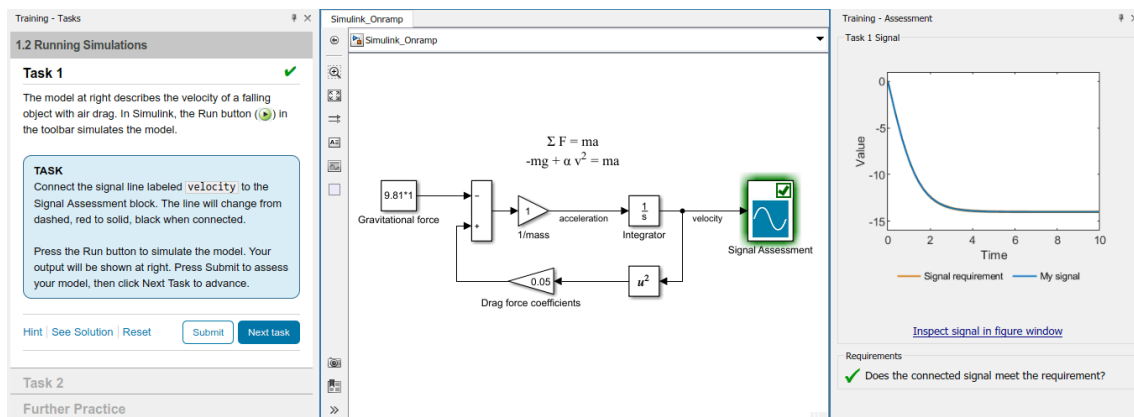 Training - Tasks
1.2 Running Simulations
Task 1
The model at right describes the velocity of a falling
object with air drag. In Simulink, the Run button ( ) in
the toolbar simulates the model.
TASK
Connect the signal line labeled velocity to the
Signal Assessment block. The line will change from
dashed, red to solid, black when connected.
Press the Run button to simulate the model. Your
output will be shown at right. Press Submit to assess
your model, then click Next Task to advance.
Hint See Solution Reset Submit Next task
Task 2
Further Practice
Simulink_Onramp
Simulink_Onramp
Σ F = ma
-mg + α v² = ma
9.81*1
Gravitational force
−
+
1
1/mass
acceleration
1
s
Integrator
velocity
Signal Assessment
0.05
Drag force coefficients
u²
Training - Assessment
Task 1 Signal
Value
0
-5
-10
-15
0 2 4 6 8 10
Time
Signal requirement My signal
Inspect signal in figure window
Requirements
Does the connected signal meet the requirement?